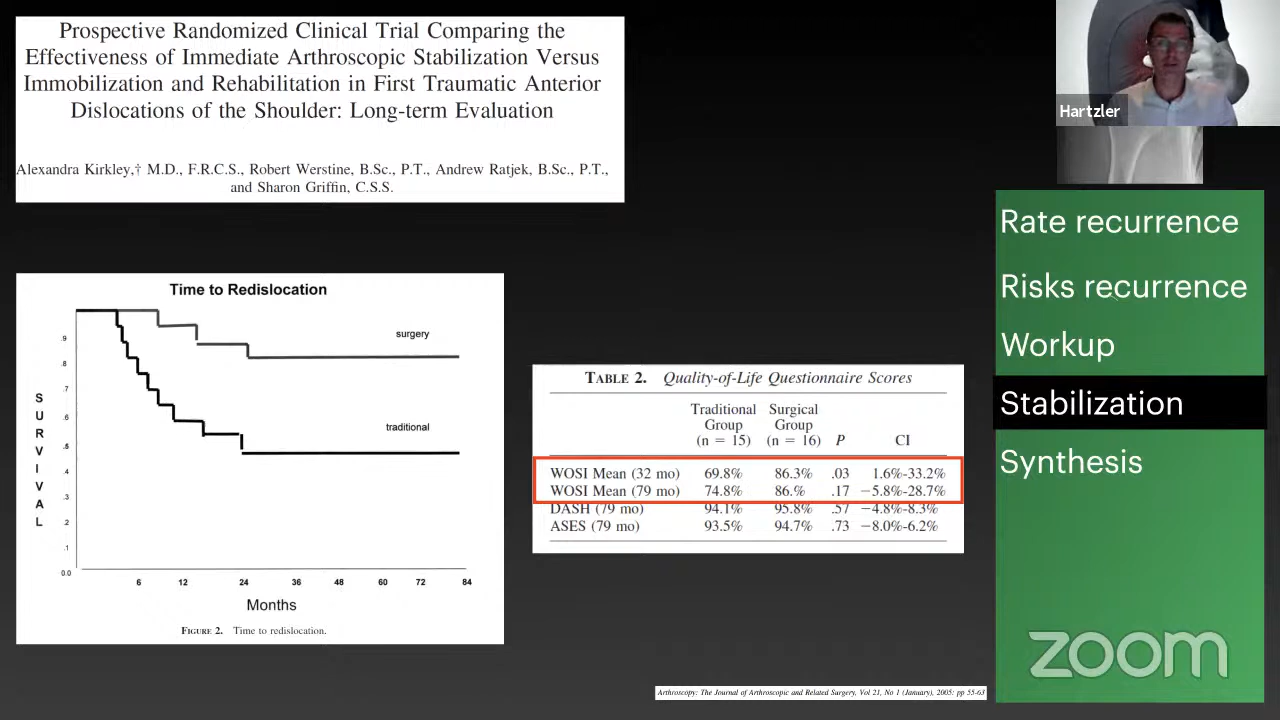 Prospective Randomized Clinical Trial Comparing the
Effectiveness of Immediate Arthroscopic Stabilization Versus
Immobilization and Rehabilitation in First Traumatic Anterior
Dislocations of the Shoulder: Long-term Evaluation
Alexandra Kirkley,† M.D., F.R.C.S., Robert Werstine, B.Sc., P.T., Andrew Ratjek, B.Sc., P.T.,
and Sharon Griffin, C.S.S.
Hartzler
Rate recurrence
Risks recurrence
Workup
Stabilization
Synthesis
zoom
Time to Redislocation
surgery
traditional
SURVIVAL
.9
.8
.7
.6
.5
.4
.3
.2
.1
0.0
6 12 24 36 48 60 72 84
Months
FIGURE 2. Time to redislocation.
TABLE 2. Quality-of-Life Questionnaire Scores
Traditional Surgical
Group Group
(n = 15) (n = 16) P CI
WOSI Mean (32 mo) 69.8% 86.3% .03 1.6%-33.2%
WOSI Mean (79 mo) 74.8% 86.% .17 −5.8%-28.7%
DASH (79 mo) 94.1% 95.8% .57 −4.8%-8.3%
ASES (79 mo) 93.5% 94.7% .73 −8.0%-6.2%
Arthroscopy: The Journal of Arthroscopic and Related Surgery, Vol 21, No 1 (January), 2005: pp 55-63